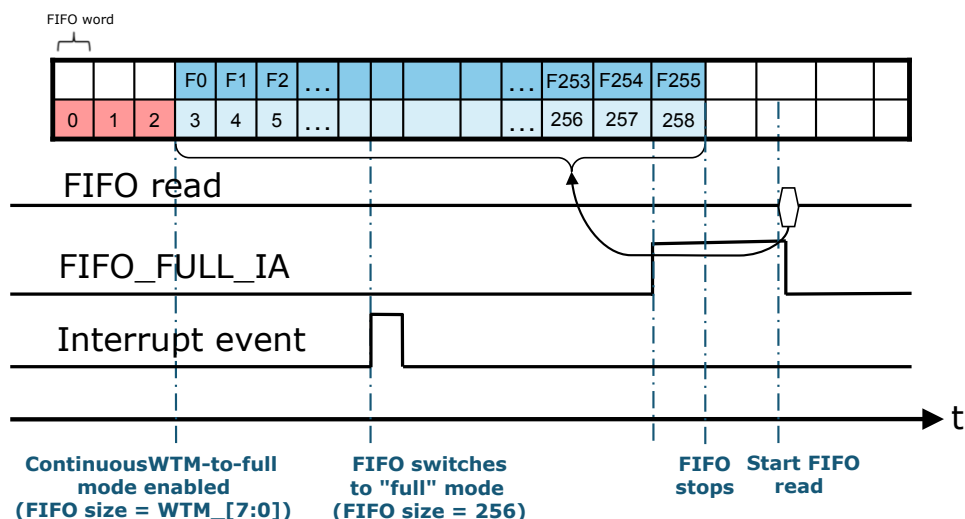 FIFO word
F0 F1 F2 ... ... F253 F254 F255
0 1 2 3 4 5 ... ... 256 257 258
FIFO read
FIFO_FULL_IA
Interrupt event
t
ContinuousWTM-to-full
mode enabled
(FIFO size = WTM_[7:0])
FIFO switches
to "full" mode
(FIFO size = 256)
FIFO
stops
Start FIFO
read